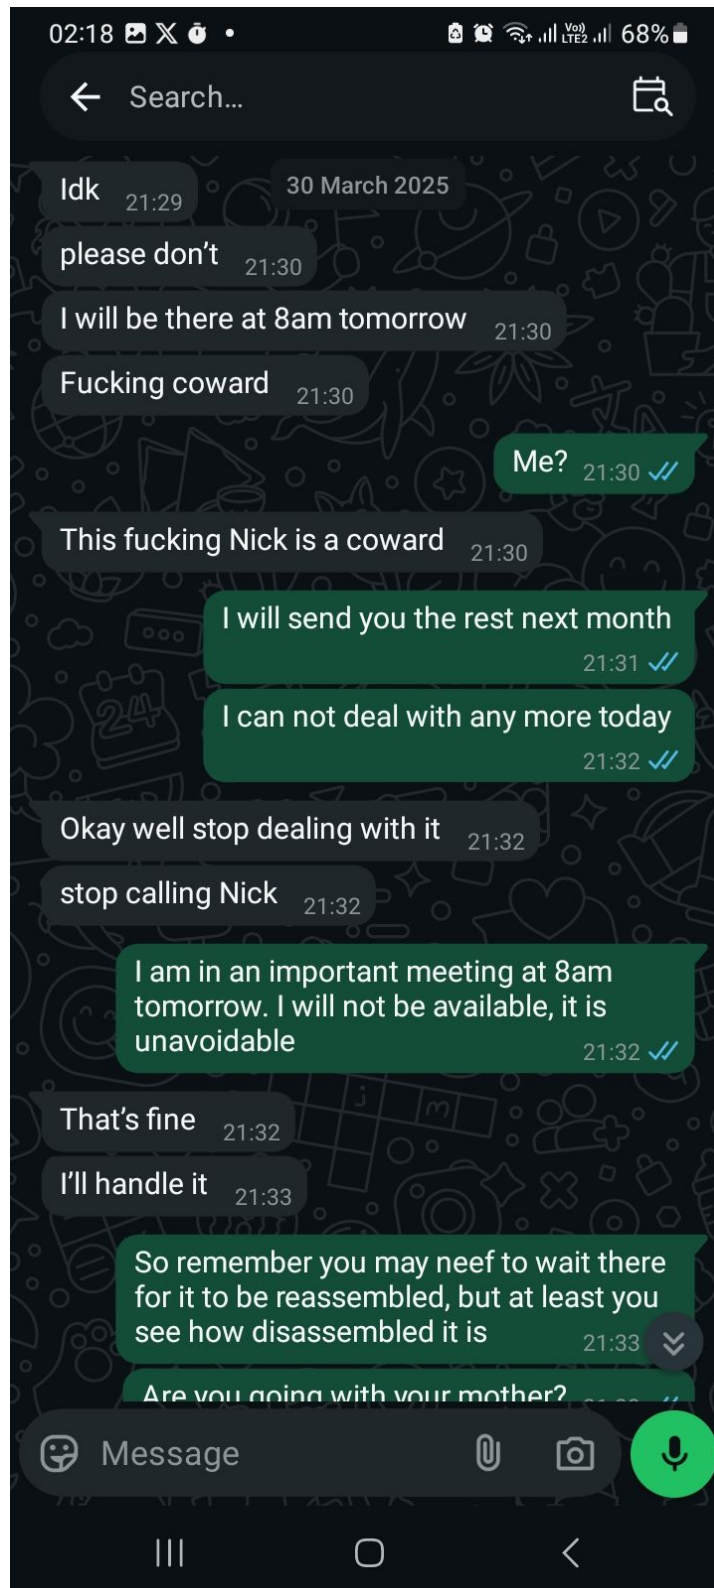 02:18
Vo))
LTE2
68%
Search...
30 March 2025
Idk 21:29
please don't 21:30
I will be there at 8am tomorrow 21:30
Fucking coward 21:30
Me? 21:30
This fucking Nick is a coward 21:30
I will send you the rest next month
21:31
I can not deal with any more today
21:32
Okay well stop dealing with it 21:32
stop calling Nick 21:32
I am in an important meeting at 8am
tomorrow. I will not be available, it is
unavoidable 21:32
That's fine 21:32
I'll handle it 21:33
So remember you may neef to wait there
for it to be reassembled, but at least you
see how disassembled it is 21:33
Are you going with your mother?
Message